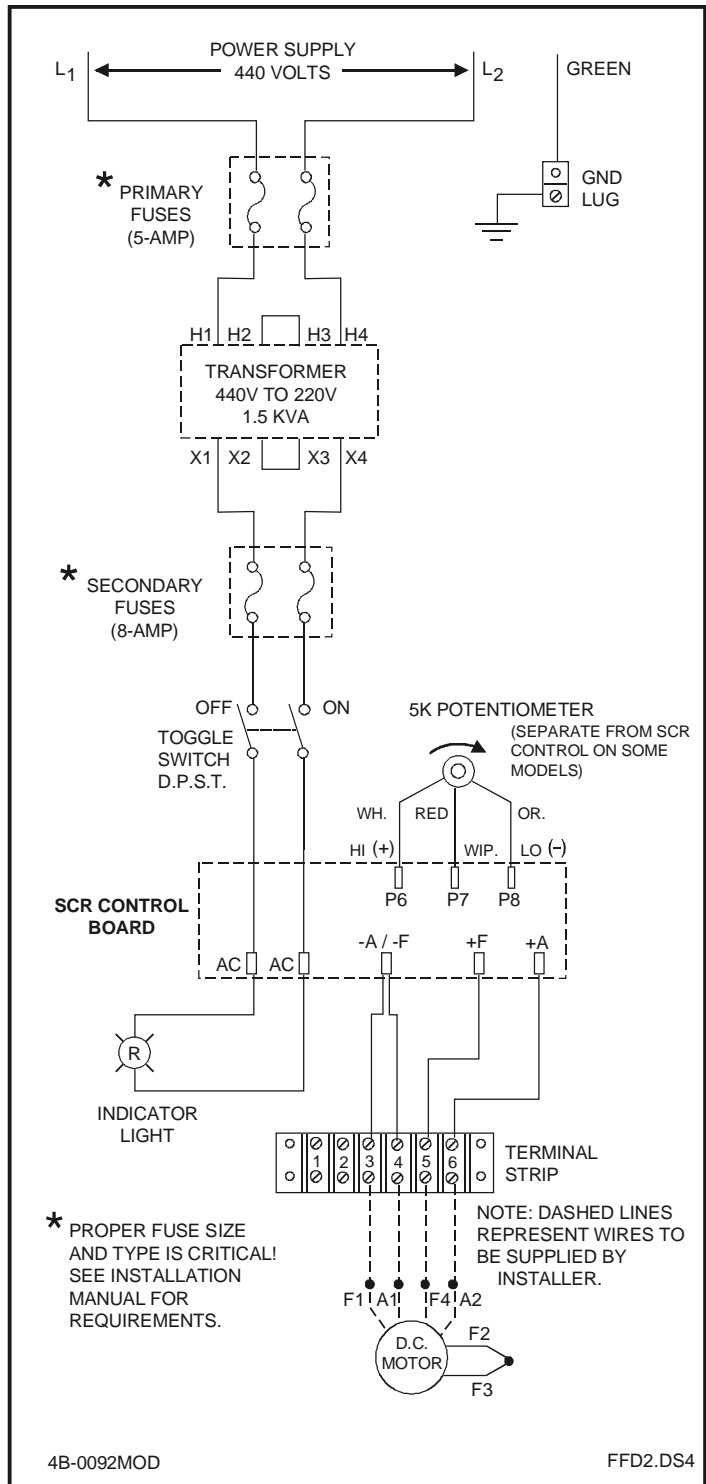 POWER SUPPLY
L1 440 VOLTS L2
GREEN
GND
LUG
* PRIMARY
FUSES
(5-AMP)
H1 H2 H3 H4
TRANSFORMER
440V TO 220V
1.5 KVA
X1 X2 X3 X4
* SECONDARY
FUSES
(8-AMP)
OFF ON
TOGGLE
SWITCH
D.P.S.T.
5K POTENTIOMETER
(SEPARATE FROM SCR
CONTROL ON SOME
MODELS)
WH. RED OR.
HI (+) WIP. LO (-)
P6 P7 P8
SCR CONTROL
BOARD
-A / -F +F +A
AC AC
R
INDICATOR
LIGHT
1 2 3 4 5 6
TERMINAL
STRIP
NOTE: DASHED LINES
REPRESENT WIRES TO
BE SUPPLIED BY
INSTALLER.
* PROPER FUSE SIZE
AND TYPE IS CRITICAL!
SEE INSTALLATION
MANUAL FOR
REQUIREMENTS.
F1 A1 F4 A2
D.C.
MOTOR
F2
F3
4B-0092MOD
FFD2.DS4